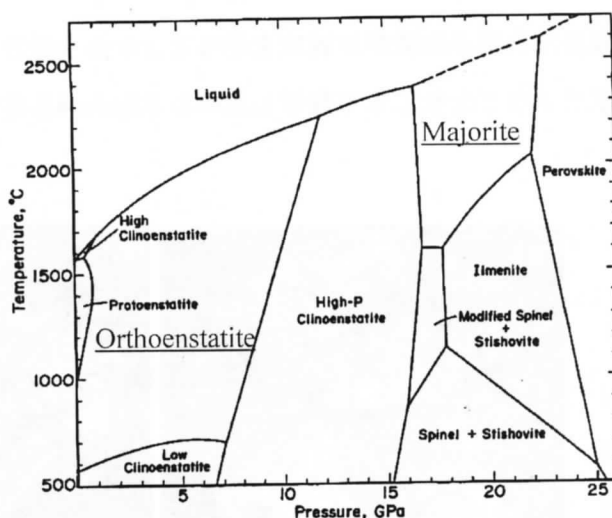 2500
Liquid
Majorite
2000
Perovskite
High
Clinoenstatite
Temperature, °C
1500
Ilmenite
Protoenstatite
High-P
Clinoenstatite
Modified Spinel
+
Stishovite
Orthoenstatite
1000
Spinel + Stishovite
Low
Clinoenstatite
500
5
10
15
20
25
Pressure, GPa